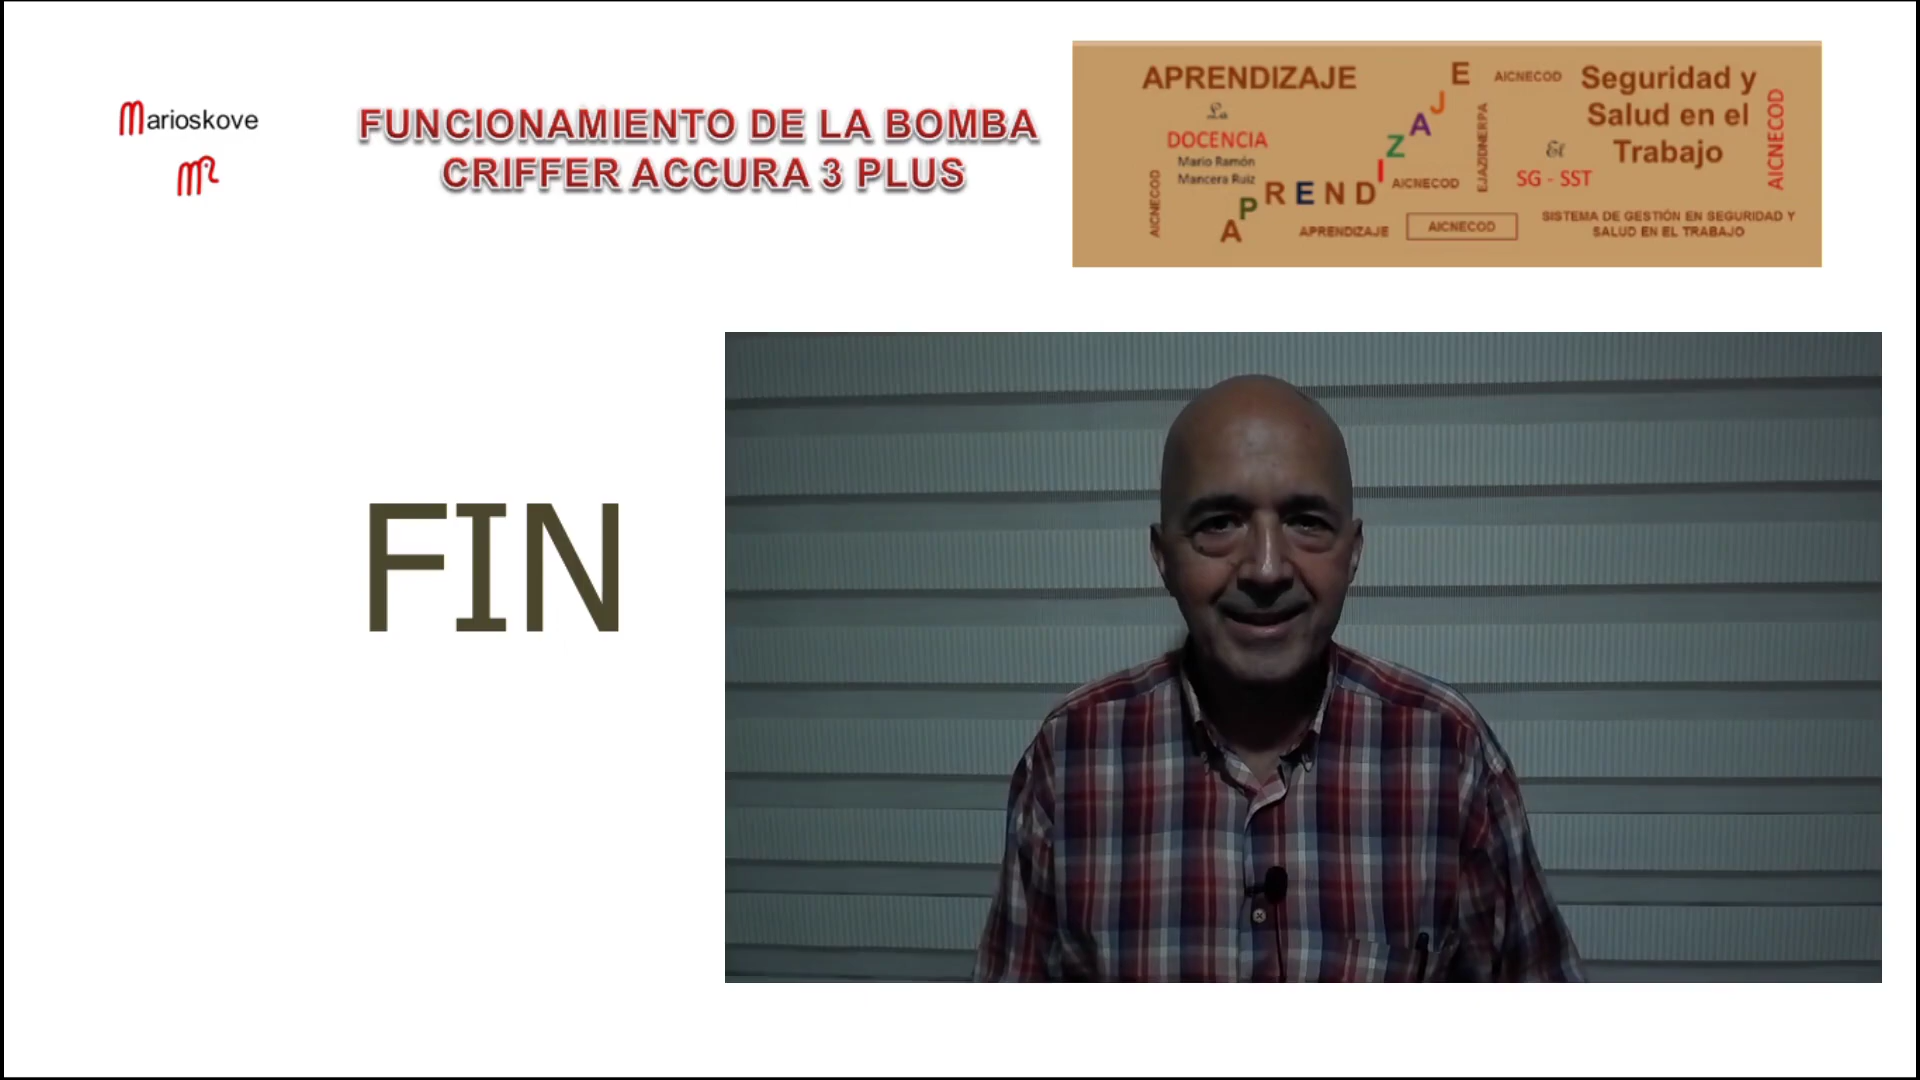 Marioskove
FUNCIONAMIENTO DE LA BOMBA
CRIFFER ACCURA 3 PLUS
APRENDIZAJE
La
DOCENCIA
Mario Ramón
Mancera Ruiz
AICNECOD
APRENDIZAJE
AICNECOD
AICNECOD
EJAZIDNERPA
APRENDIZAJE
AICNECOD
Seguridad y
Salud en el
Trabajo
El
SG - SST
AICNECOD
SISTEMA DE GESTIÓN EN SEGURIDAD Y
SALUD EN EL TRABAJO
FIN